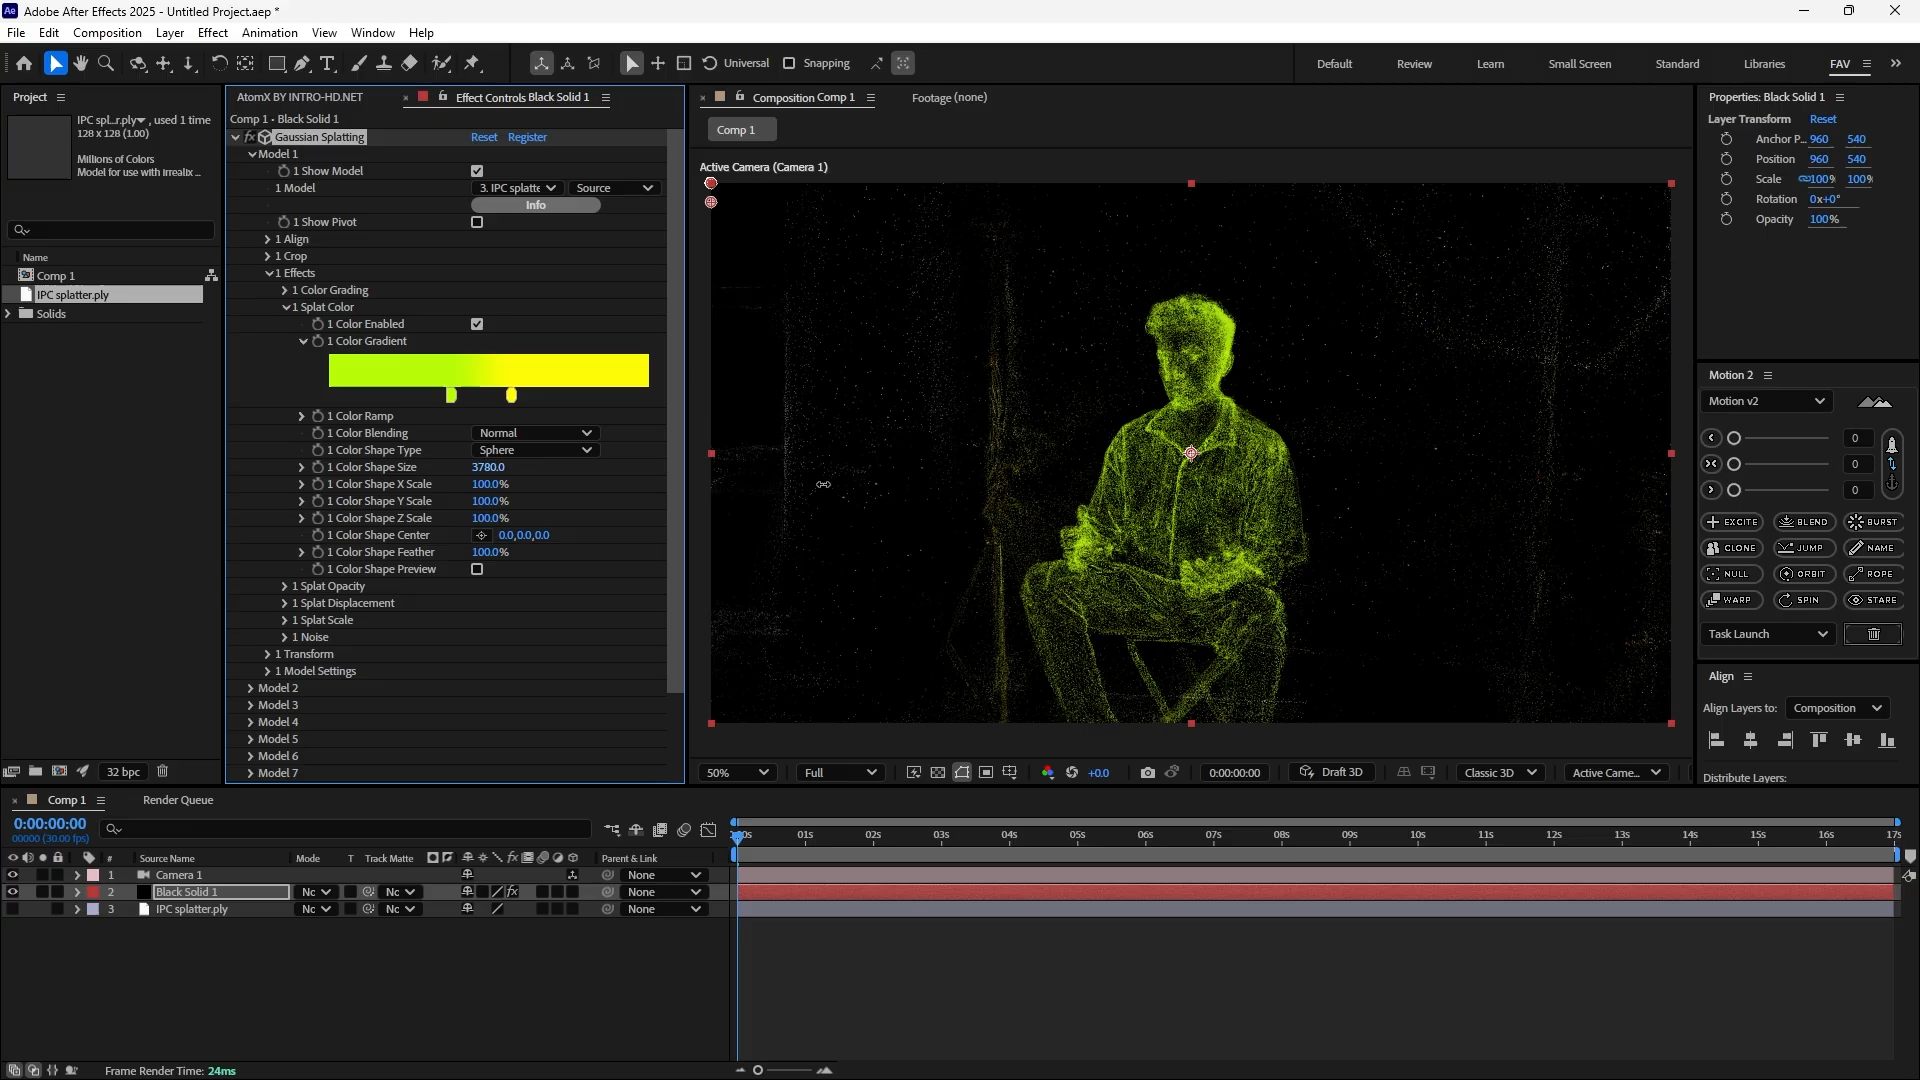 Adobe After Effects 2025 - Untitled Project.aep *
File Edit Composition Layer Effect Animation View Window Help
Universal Snapping Default Review Learn Small Screen Standard Libraries FAV
Project
IPC spl...r.ply, used 1 time
128 x 128 (1.00)
Millions of Colors
Model for use with irrealix ...
Name
Comp 1
IPC splatter.ply
Solids
32 bpc
AtomX BY INTRO-HD.NET Effect Controls Black Solid 1
Comp 1 • Black Solid 1
fx Gaussian Splatting Reset Register
Model 1
1 Show Model
1 Model 3. IPC splatte Source
Info
1 Show Pivot
1 Align
1 Crop
1 Effects
1 Color Grading
1 Splat Color
1 Color Enabled
1 Color Gradient
1 Color Ramp
1 Color Blending Normal
1 Color Shape Type Sphere
1 Color Shape Size 3780.0
1 Color Shape X Scale 100.0%
1 Color Shape Y Scale 100.0%
1 Color Shape Z Scale 100.0%
1 Color Shape Center 0.0,0.0,0.0
1 Color Shape Feather 100.0%
1 Color Shape Preview
1 Splat Opacity
1 Splat Displacement
1 Splat Scale
1 Noise
1 Transform
1 Model Settings
Model 2
Model 3
Model 4
Model 5
Model 6
Model 7
Composition Comp 1 Footage (none)
Comp 1
Active Camera (Camera 1)
50% Full +0.0 0:00:00:00 Draft 3D Classic 3D Active Came...
Properties: Black Solid 1
Layer Transform Reset
Anchor P... 960 540
Position 960 540
Scale 100% 100%
Rotation 0x+0°
Opacity 100%
Motion 2
Motion v2
0
0
0
EXCITE BLEND BURST
CLONE JUMP NAME
NULL ORBIT ROPE
WARP SPIN STARE
Task Launch
Align
Align Layers to: Composition
Distribute Layers:
Comp 1 Render Queue
0:00:00:00
00000 (30.00 fps)
01s 02s 03s 04s 05s 06s 07s 08s 09s 10s 11s 12s 13s 14s 15s 16s 17s
# Source Name Mode T Track Matte fx Parent & Link
1 Camera 1 None
2 Black Solid 1 Nc Nc fx None
3 IPC splatter.ply Nc Nc None
Frame Render Time: 24ms